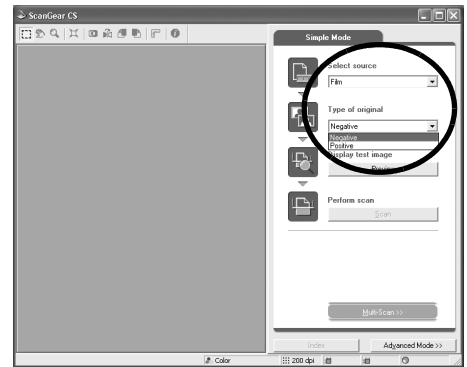 ScanGear CS
Simple Mode
Select source
Film
Type of original
Negative
Negative
Positive
Display test image
Preview
Perform scan
Scan
Multi-Scan >>
Index
Advanced Mode >>
Color
200 dpi